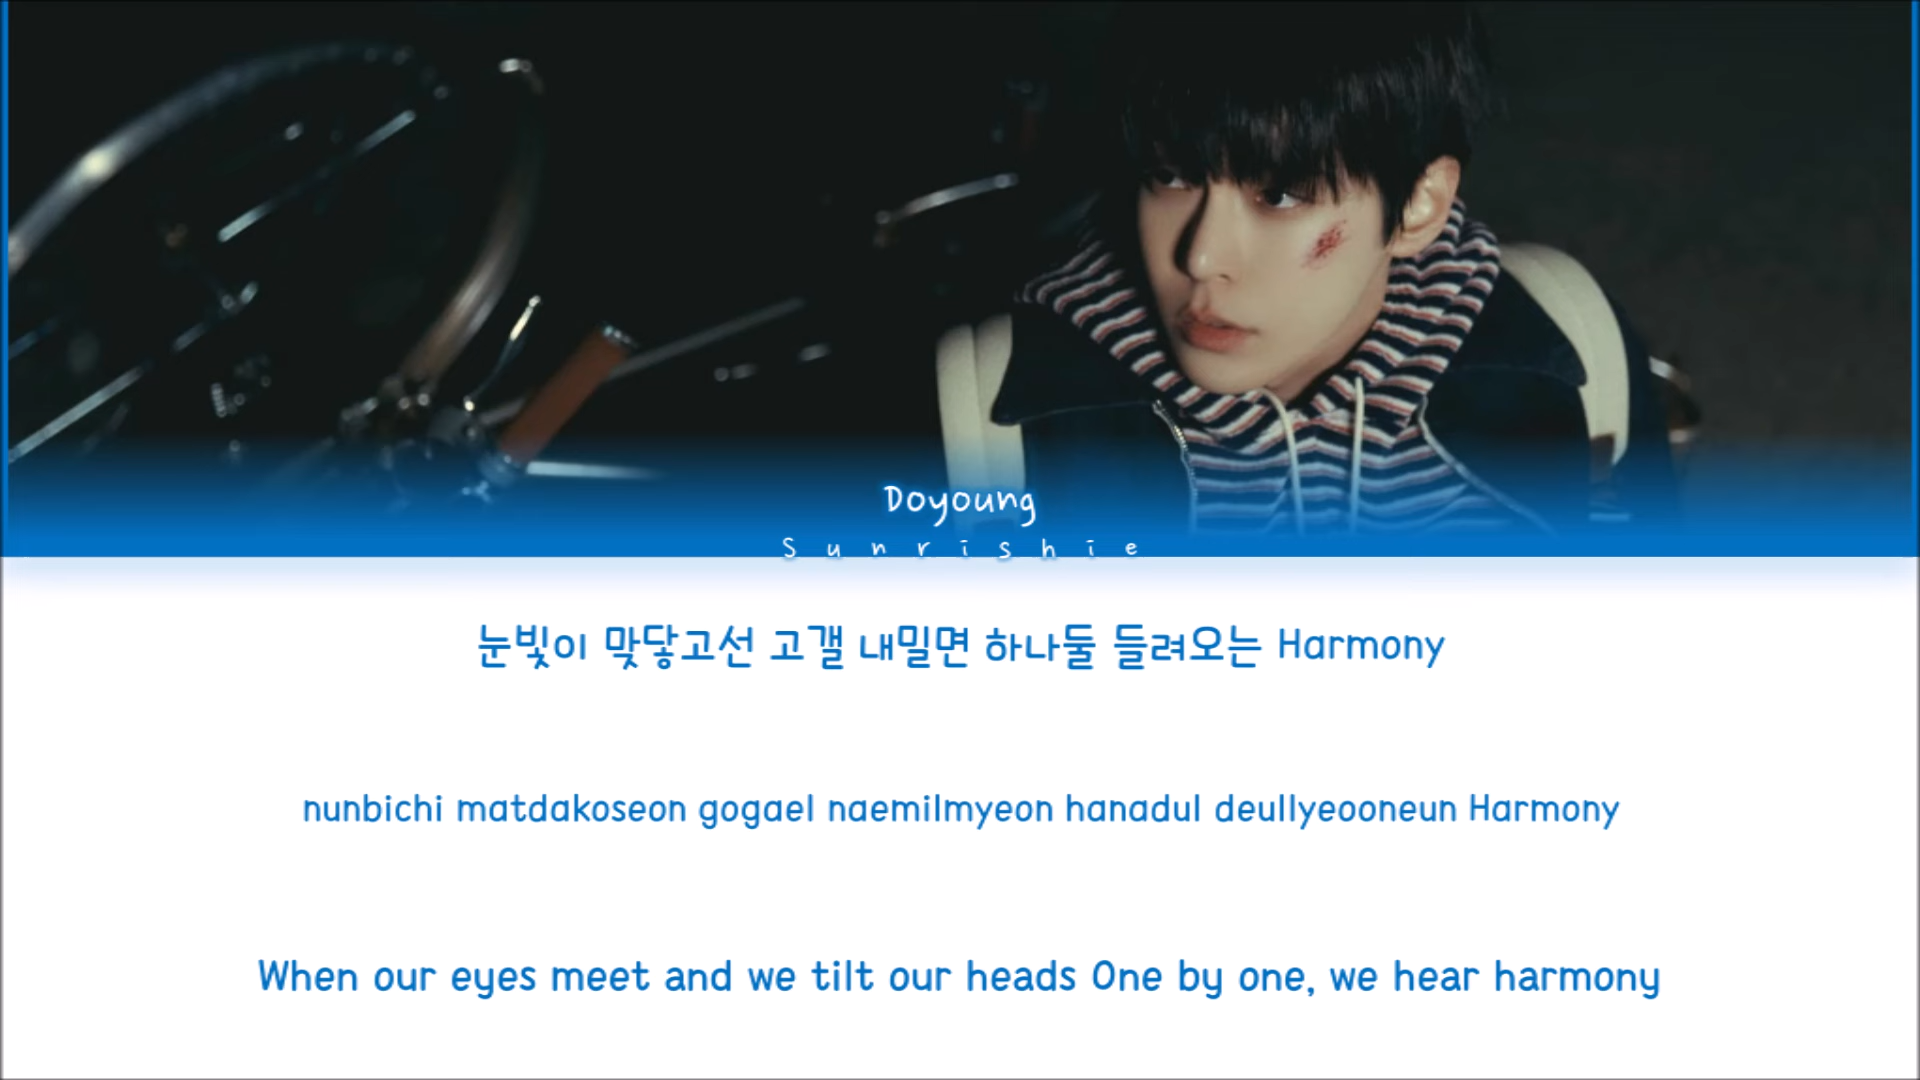 Doyoung
Sunrishie
눈빛이 맞닿고선 고갤 내밀면 하나둘 들려오는 Harmony
nunbichi matdakoseon gogael naemilmyeon hanadul deullyeooneun Harmony
When our eyes meet and we tilt our heads One by one, we hear harmony